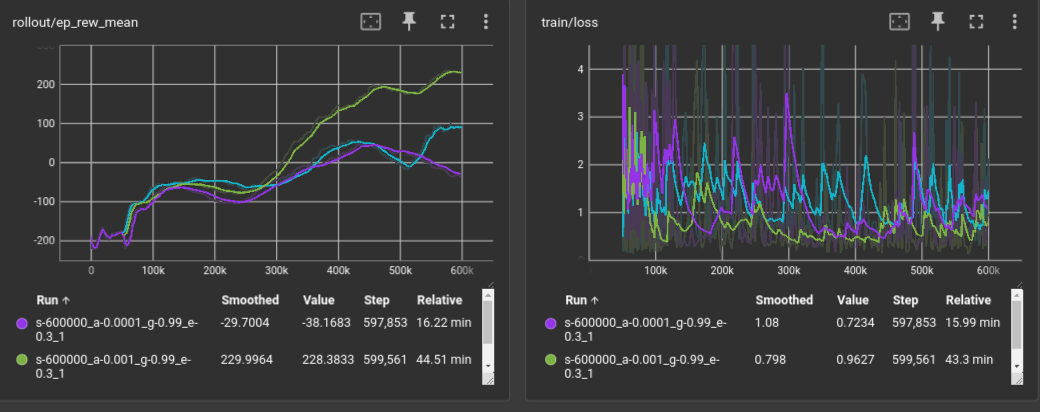 rollout/ep_rew_mean
200
100
0
-100
-200
0 100k 200k 300k 400k 500k 600k
Run ↑ Smoothed Value Step Relative
s-600000_a-0.0001_g-0.99_e- -29.7004 -38.1683 597,853 16.22 min
0.3_1
s-600000_a-0.001_g-0.99_e- 229.9964 228.3833 599,561 44.51 min
0.3_1
train/loss
4
3
2
1
100k 200k 300k 400k 500k 600k
Run ↑ Smoothed Value Step Relative
s-600000_a-0.0001_g-0.99_e- 1.08 0.7234 597,853 15.99 min
0.3_1
s-600000_a-0.001_g-0.99_e- 0.798 0.9627 599,561 43.3 min
0.3_1